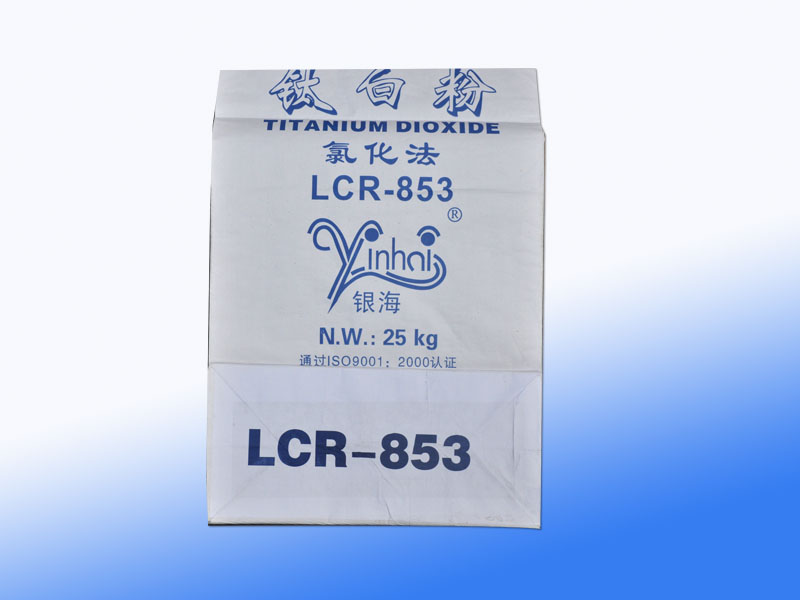 钛白粉
TITANIUM DIOXIDE
氯化法
LCR-853
®
Yinhai
银海
N.W.: 25 kg
通过ISO9001: 2000认证
LCR-853